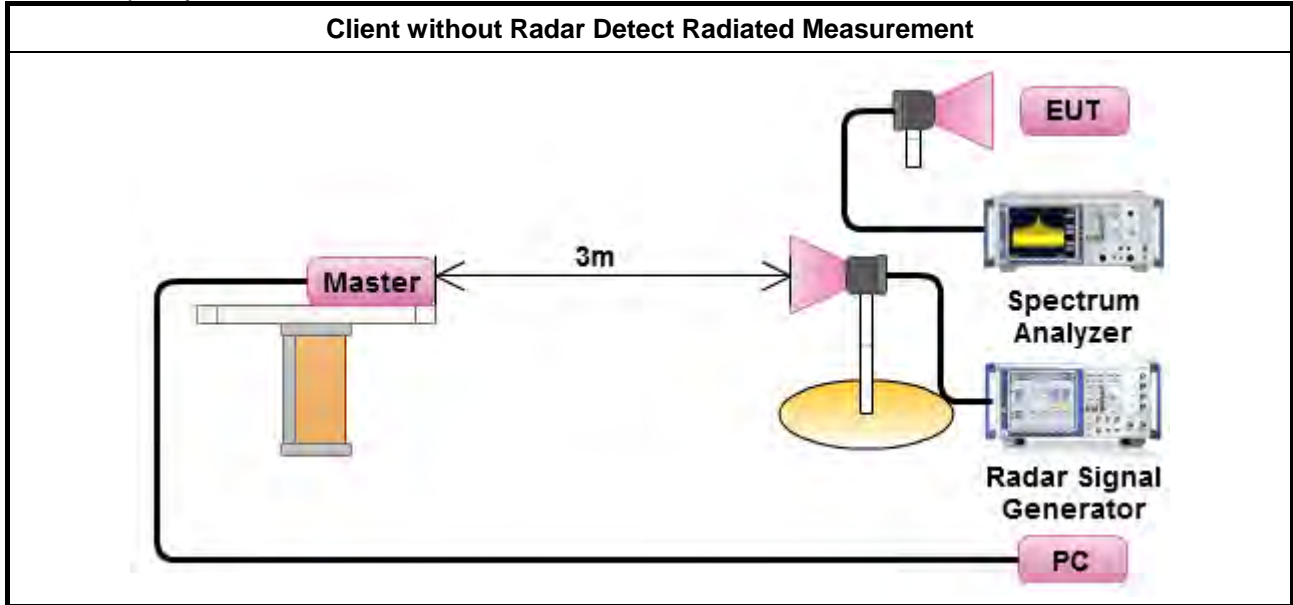 Client without Radar Detect Radiated Measurement
EUT
3m
Master
Spectrum
Analyzer
Radar Signal
Generator
PC